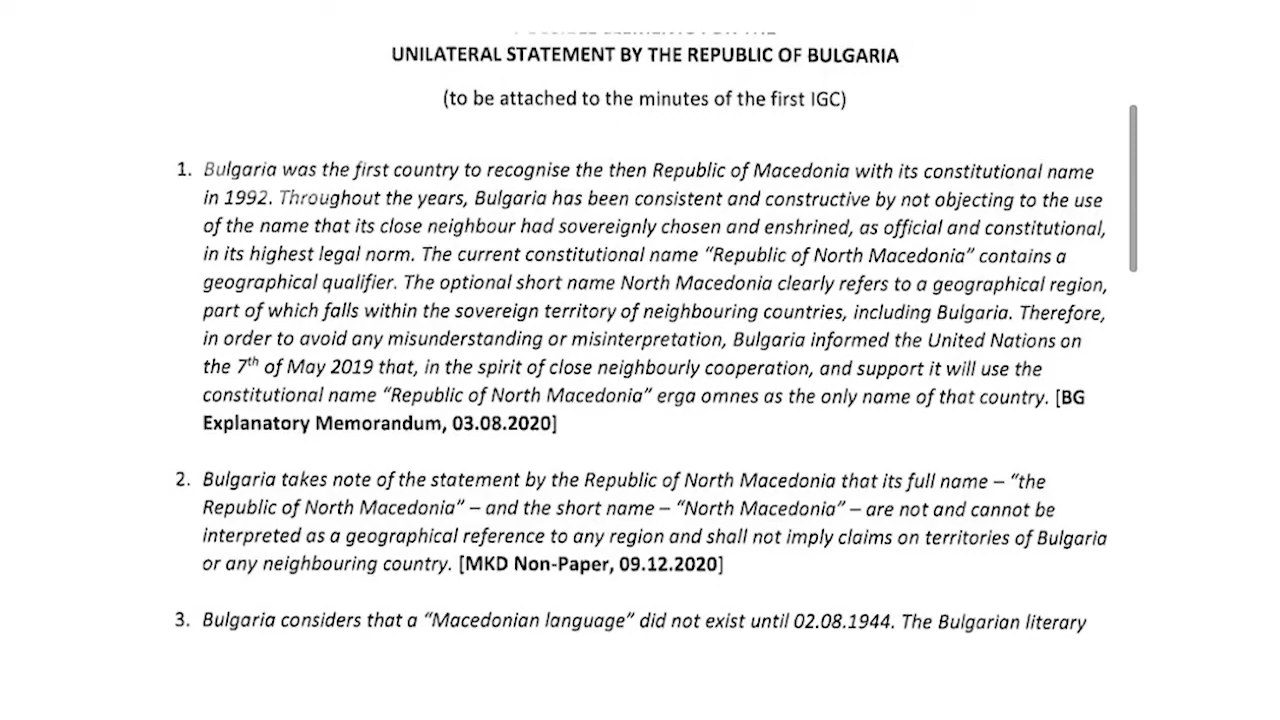 UNILATERAL STATEMENT BY THE REPUBLIC OF BULGARIA
(to be attached to the minutes of the first IGC)
1. Bulgaria was the first country to recognise the then Republic of Macedonia with its constitutional name
in 1992. Throughout the years, Bulgaria has been consistent and constructive by not objecting to the use
of the name that its close neighbour had sovereignly chosen and enshrined, as official and constitutional,
in its highest legal norm. The current constitutional name “Republic of North Macedonia” contains a
geographical qualifier. The optional short name North Macedonia clearly refers to a geographical region,
part of which falls within the sovereign territory of neighbouring countries, including Bulgaria. Therefore,
in order to avoid any misunderstanding or misinterpretation, Bulgaria informed the United Nations on
the 7th of May 2019 that, in the spirit of close neighbourly cooperation, and support it will use the
constitutional name “Republic of North Macedonia” erga omnes as the only name of that country. [BG
Explanatory Memorandum, 03.08.2020]
2. Bulgaria takes note of the statement by the Republic of North Macedonia that its full name – “the
Republic of North Macedonia” – and the short name – “North Macedonia” – are not and cannot be
interpreted as a geographical reference to any region and shall not imply claims on territories of Bulgaria
or any neighbouring country. [MKD Non-Paper, 09.12.2020]
3. Bulgaria considers that a “Macedonian language” did not exist until 02.08.1944. The Bulgarian literary